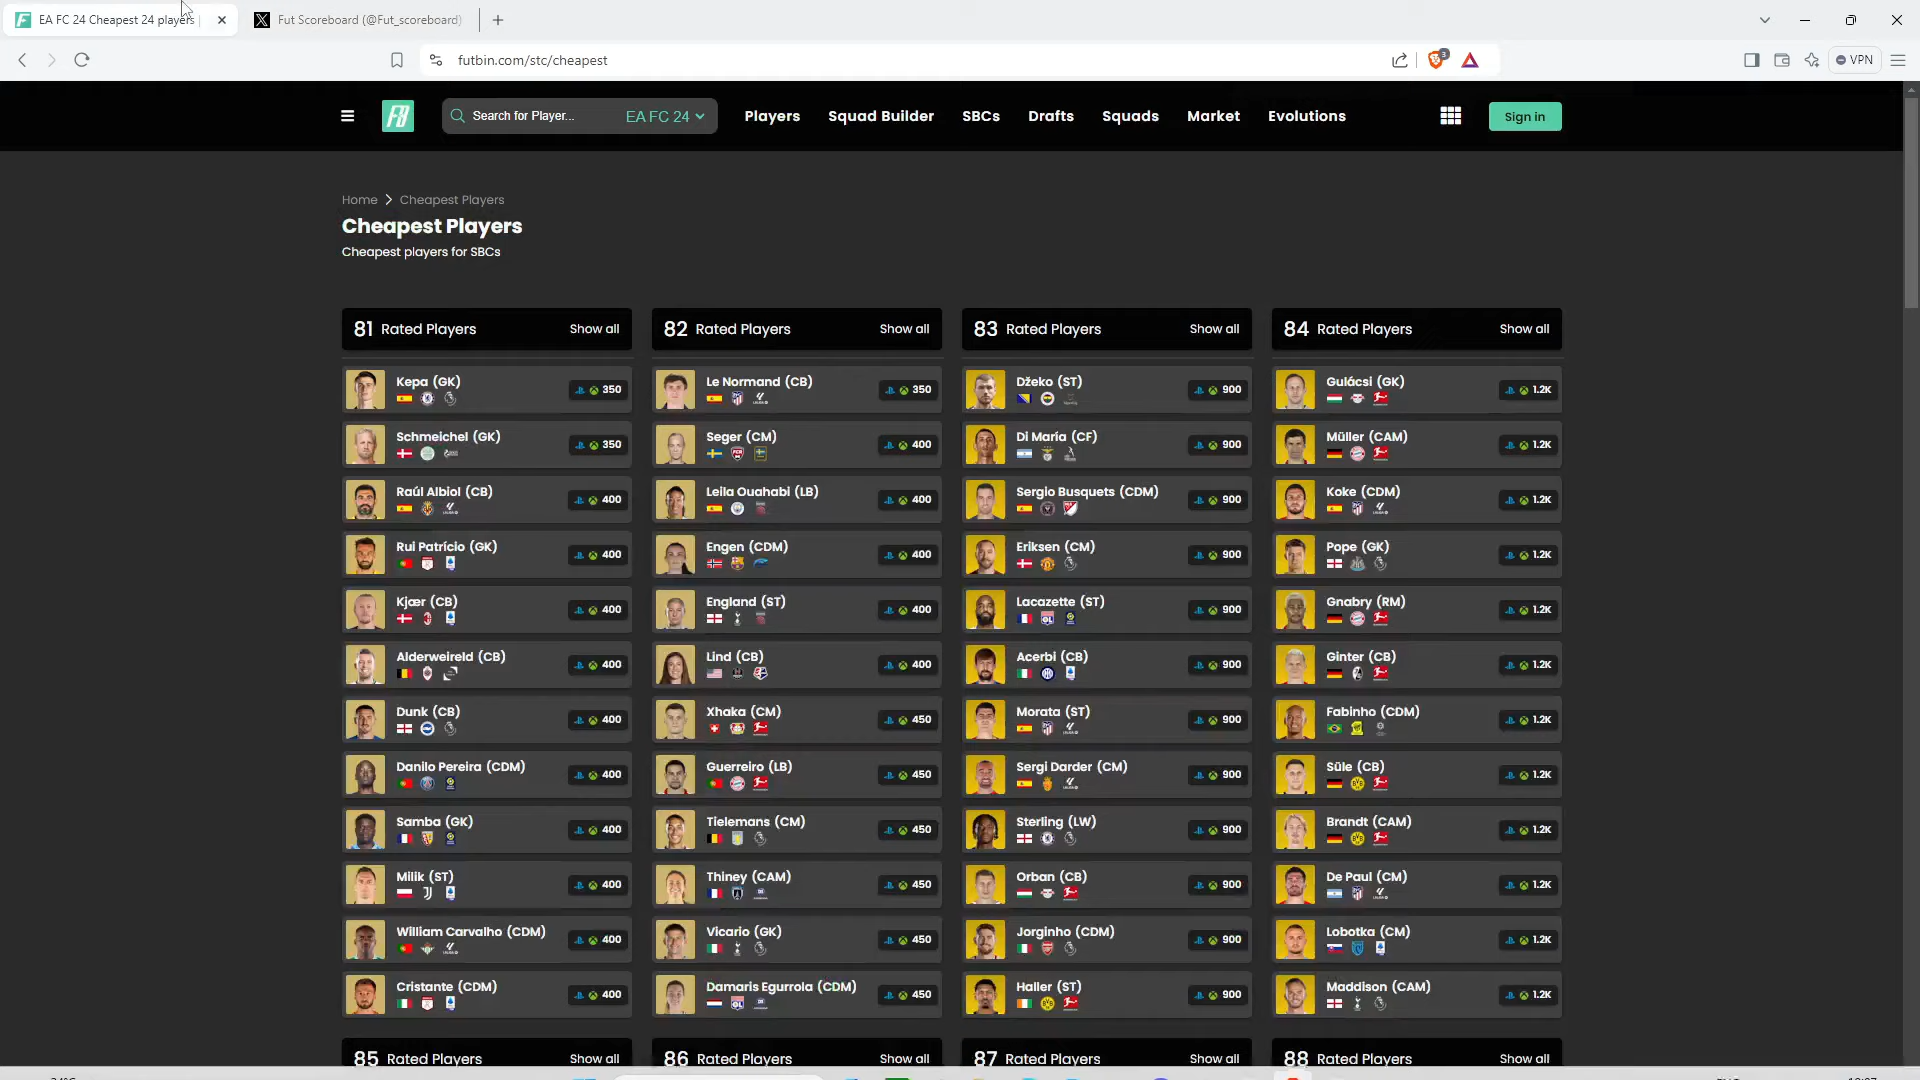 EA FC 24 Cheapest 24 players
Fut Scoreboard (@Fut_scoreboard)
futbin.com/stc/cheapest
3
VPN
Search for Player...
EA FC 24
Players
Squad Builder
SBCs
Drafts
Squads
Market
Evolutions
Sign in
Home
Cheapest Players
Cheapest Players
Cheapest players for SBCs
81 Rated Players
Show all
Kepa (GK)
350
Schmeichel (GK)
350
Raúl Albiol (CB)
400
Rui Patrício (GK)
400
Kjær (CB)
400
Alderweireld (CB)
400
Dunk (CB)
400
Danilo Pereira (CDM)
400
Samba (GK)
400
Milik (ST)
400
William Carvalho (CDM)
400
Cristante (CDM)
400
82 Rated Players
Show all
Le Normand (CB)
350
Seger (CM)
400
Leila Ouahabi (LB)
400
Engen (CDM)
400
England (ST)
400
Lind (CB)
400
Xhaka (CM)
450
Guerreiro (LB)
450
Tielemans (CM)
450
Thiney (CAM)
450
Vicario (GK)
450
Damaris Egurrola (CDM)
450
83 Rated Players
Show all
Džeko (ST)
900
Di María (CF)
900
Sergio Busquets (CDM)
900
Eriksen (CM)
900
Lacazette (ST)
900
Acerbi (CB)
900
Morata (ST)
900
Sergi Darder (CM)
900
Sterling (LW)
900
Orban (CB)
900
Jorginho (CDM)
900
Haller (ST)
900
84 Rated Players
Show all
Gulácsi (GK)
1.2K
Müller (CAM)
1.2K
Koke (CDM)
1.2K
Pope (GK)
1.2K
Gnabry (RM)
1.2K
Ginter (CB)
1.2K
Fabinho (CDM)
1.2K
Süle (CB)
1.2K
Brandt (CAM)
1.2K
De Paul (CM)
1.2K
Lobotka (CM)
1.2K
Maddison (CAM)
1.2K
85 Rated Players
Show all
86 Rated Players
Show all
87 Rated Players
Show all
88 Rated Players
Show all